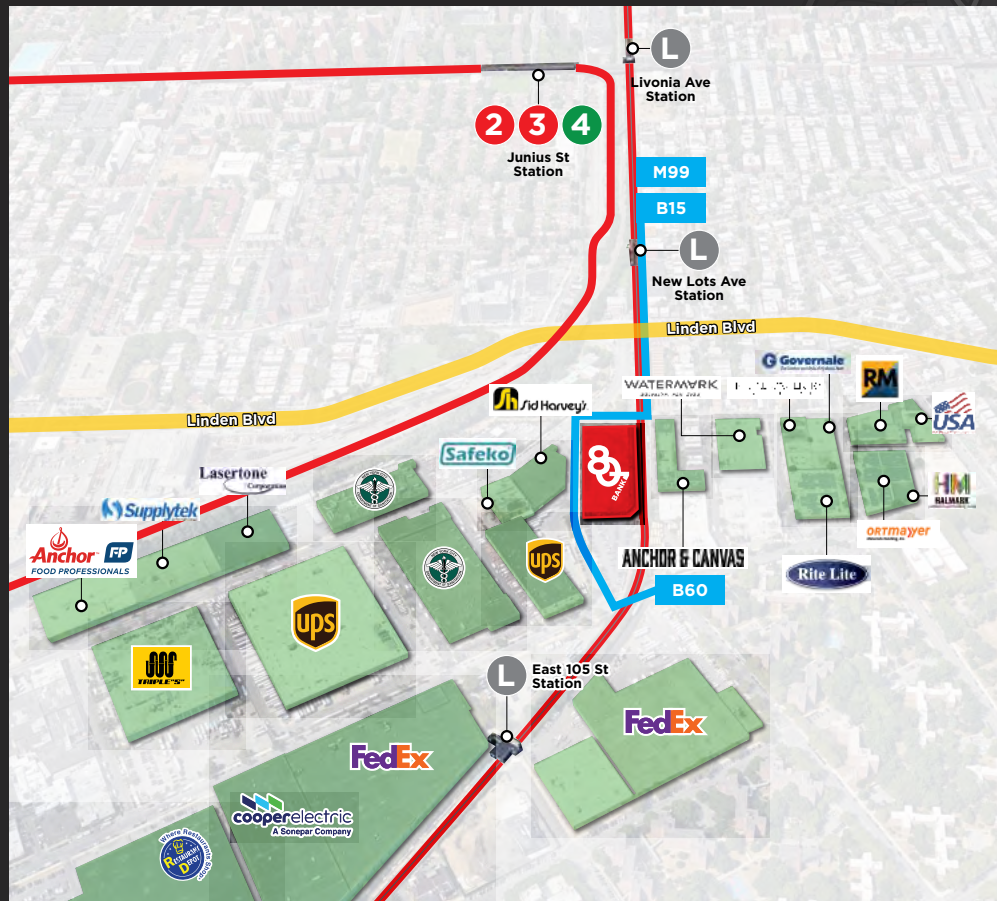 L
Livonia Ave
Station
2 3 4
Junius St
Station
M99
B15
L
New Lots Ave
Station
Linden Blvd
Linden Blvd
Governale
RM
USA
WATERMARK
Sid Harvey's
Safeko
Lasertone
Corporation
Supplytek
Anchor FP
FOOD PROFESSIONALS
BANK
HM
HALMARK
ORTMAYYER
ANCHOR & CANVAS
Rite Lite
B60
ups
ups
TRIPLE "S"
L
East 105 St
Station
FedEx
FedEx
cooperelectric
A Sonepar Company
Where Restaurants Shop
RESTAURANT
DEPOT